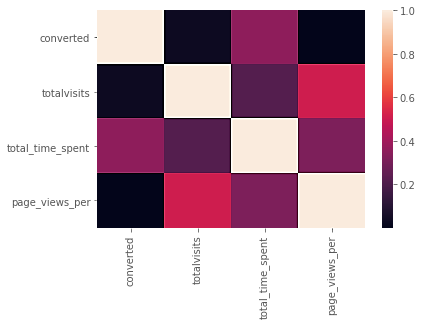 converted
totalvisits
total_time_spent
page_views_per
converted
totalvisits
total_time_spent
page_views_per
1.0
0.8
0.6
0.4
0.2